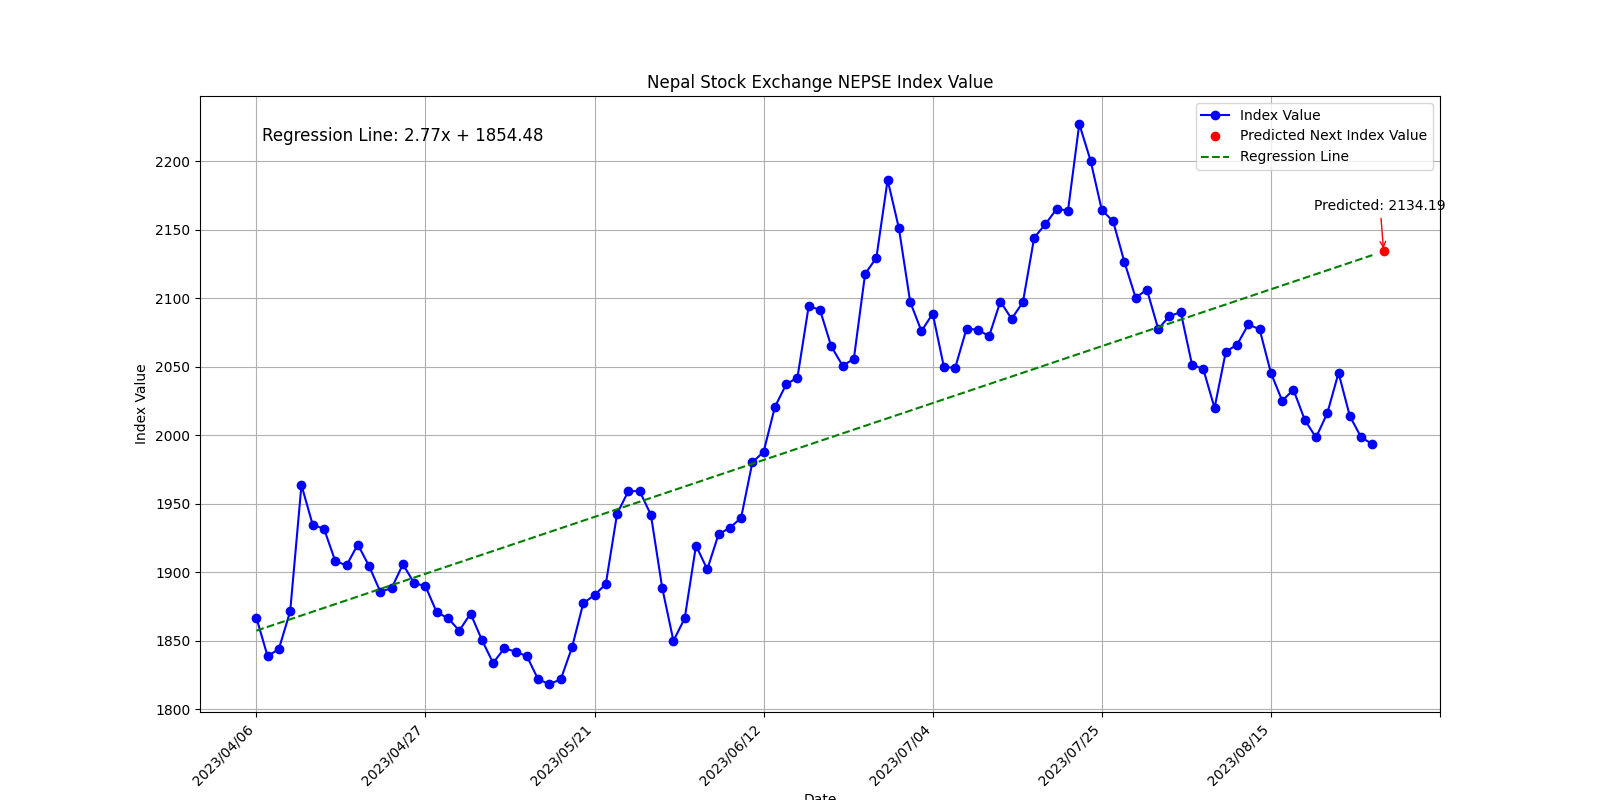 Nepal Stock Exchange NEPSE Index Value
Regression Line: 2.77x + 1854.48
Index Value
Predicted Next Index Value
Regression Line
Predicted: 2134.19
2200
2150
2100
2050
2000
1950
1900
1850
1800
Index Value
2023/04/06
2023/04/27
2023/05/21
2023/06/12
2023/07/04
2023/07/25
2023/08/15
Date